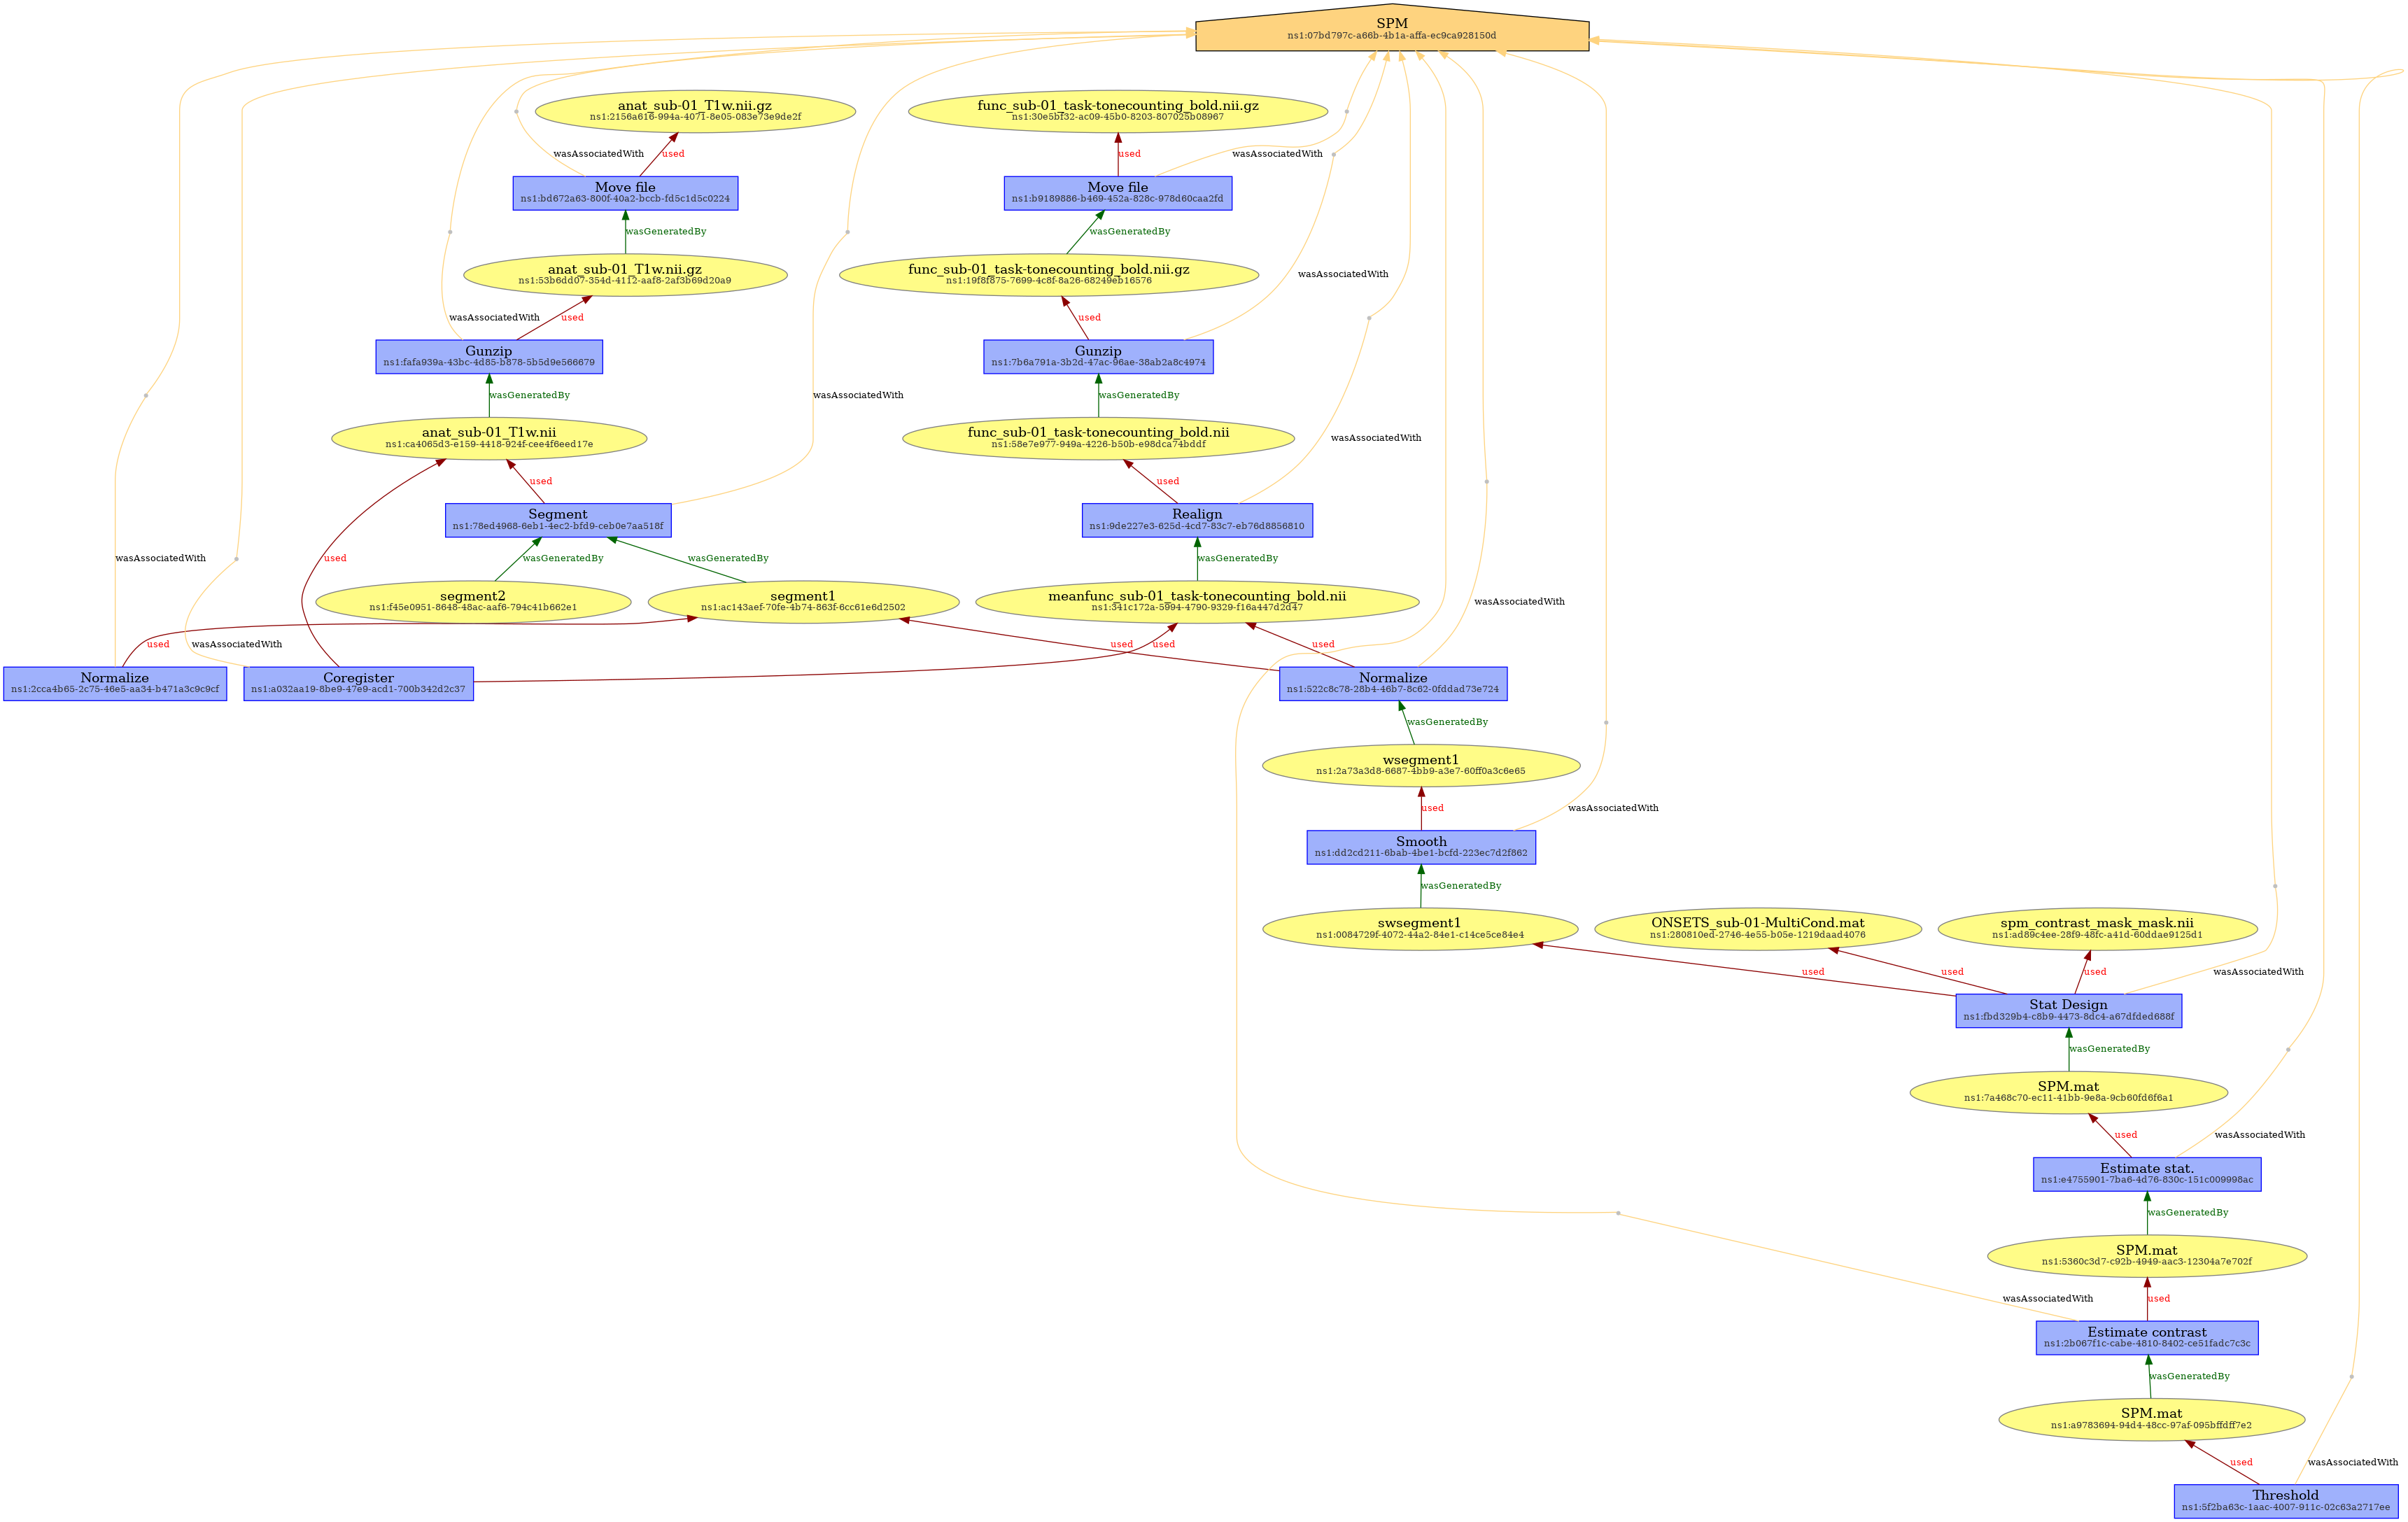 SPM
ns1:07bd797c-a66b-4b1a-affa-ec9ca928150d
anat_sub-01_T1w.nii.gz
ns1:2156a616-994a-4071-8e05-083e73e9de2f
func_sub-01_task-tonecounting_bold.nii.gz
ns1:30e5bf32-ac09-45b0-8203-807025b08967
wasAssociatedWith
used
used
wasAssociatedWith
Move file
ns1:bd672a63-800f-40a2-bccb-fd5c1d5c0224
Move file
ns1:b9189886-b469-452a-828c-978d60caa2fd
wasGeneratedBy
wasGeneratedBy
anat_sub-01_T1w.nii.gz
ns1:53b6dd07-354d-4112-aaf8-2af3b69d20a9
func_sub-01_task-tonecounting_bold.nii.gz
ns1:19f8f875-7699-4c8f-8a26-68249eb16576
wasAssociatedWith
wasAssociatedWith
used
used
Gunzip
ns1:fafa939a-43bc-4d85-b878-5b5d9e566679
Gunzip
ns1:7b6a791a-3b2d-47ac-96ae-38ab2a8c4974
wasGeneratedBy
wasAssociatedWith
wasGeneratedBy
anat_sub-01_T1w.nii
ns1:ca4065d3-e159-4418-924f-cee4f6eed17e
func_sub-01_task-tonecounting_bold.nii
ns1:58e7e977-949a-4226-b50b-e98dca74bddf
wasAssociatedWith
used
used
Segment
ns1:78ed4968-6eb1-4ec2-bfd9-ceb0e7aa518f
Realign
ns1:9de227e3-625d-4cd7-83c7-eb76d8856810
wasAssociatedWith
used
wasGeneratedBy
wasGeneratedBy
wasGeneratedBy
segment2
ns1:f45e0951-8648-48ac-aaf6-794c41b662e1
segment1
ns1:ac143aef-70fe-4b74-863f-6cc61e6d2502
meanfunc_sub-01_task-tonecounting_bold.nii
ns1:341c172a-5994-4790-9329-f16a447d2d47
wasAssociatedWith
used
wasAssociatedWith
used
used
used
Normalize
ns1:2cca4b65-2c75-46e5-aa34-b471a3c9c9cf
Coregister
ns1:a032aa19-8be9-47e9-acd1-700b342d2c37
Normalize
ns1:522c8c78-28b4-46b7-8c62-0fddad73e724
wasGeneratedBy
wsegment1
ns1:2a73a3d8-6687-4bb9-a3e7-60ff0a3c6e65
used
wasAssociatedWith
Smooth
ns1:dd2cd211-6bab-4be1-bcfd-223ec7d2f862
wasGeneratedBy
swsegment1
ns1:0084729f-4072-44a2-84e1-c14ce5ce84e4
ONSETS_sub-01-MultiCond.mat
ns1:280810ed-2746-4e55-b05e-1219daad4076
spm_contrast_mask_mask.nii
ns1:ad89c4ee-28f9-48fc-a41d-60ddae9125d1
used
used
used
wasAssociatedWith
Stat Design
ns1:fbd329b4-c8b9-4473-8dc4-a67dfded688f
wasGeneratedBy
SPM.mat
ns1:7a468c70-ec11-41bb-9e8a-9cb60fd6f6a1
used
wasAssociatedWith
Estimate stat.
ns1:e4755901-7ba6-4d76-830c-151c009998ac
wasGeneratedBy
SPM.mat
ns1:5360c3d7-c92b-4949-aac3-12304a7e702f
wasAssociatedWith
used
Estimate contrast
ns1:2b067f1c-cabe-4810-8402-ce51fadc7c3c
wasGeneratedBy
SPM.mat
ns1:a9783694-94d4-48cc-97af-095bffdff7e2
used
wasAssociatedWith
Threshold
ns1:5f2ba63c-1aac-4007-911c-02c63a2717ee